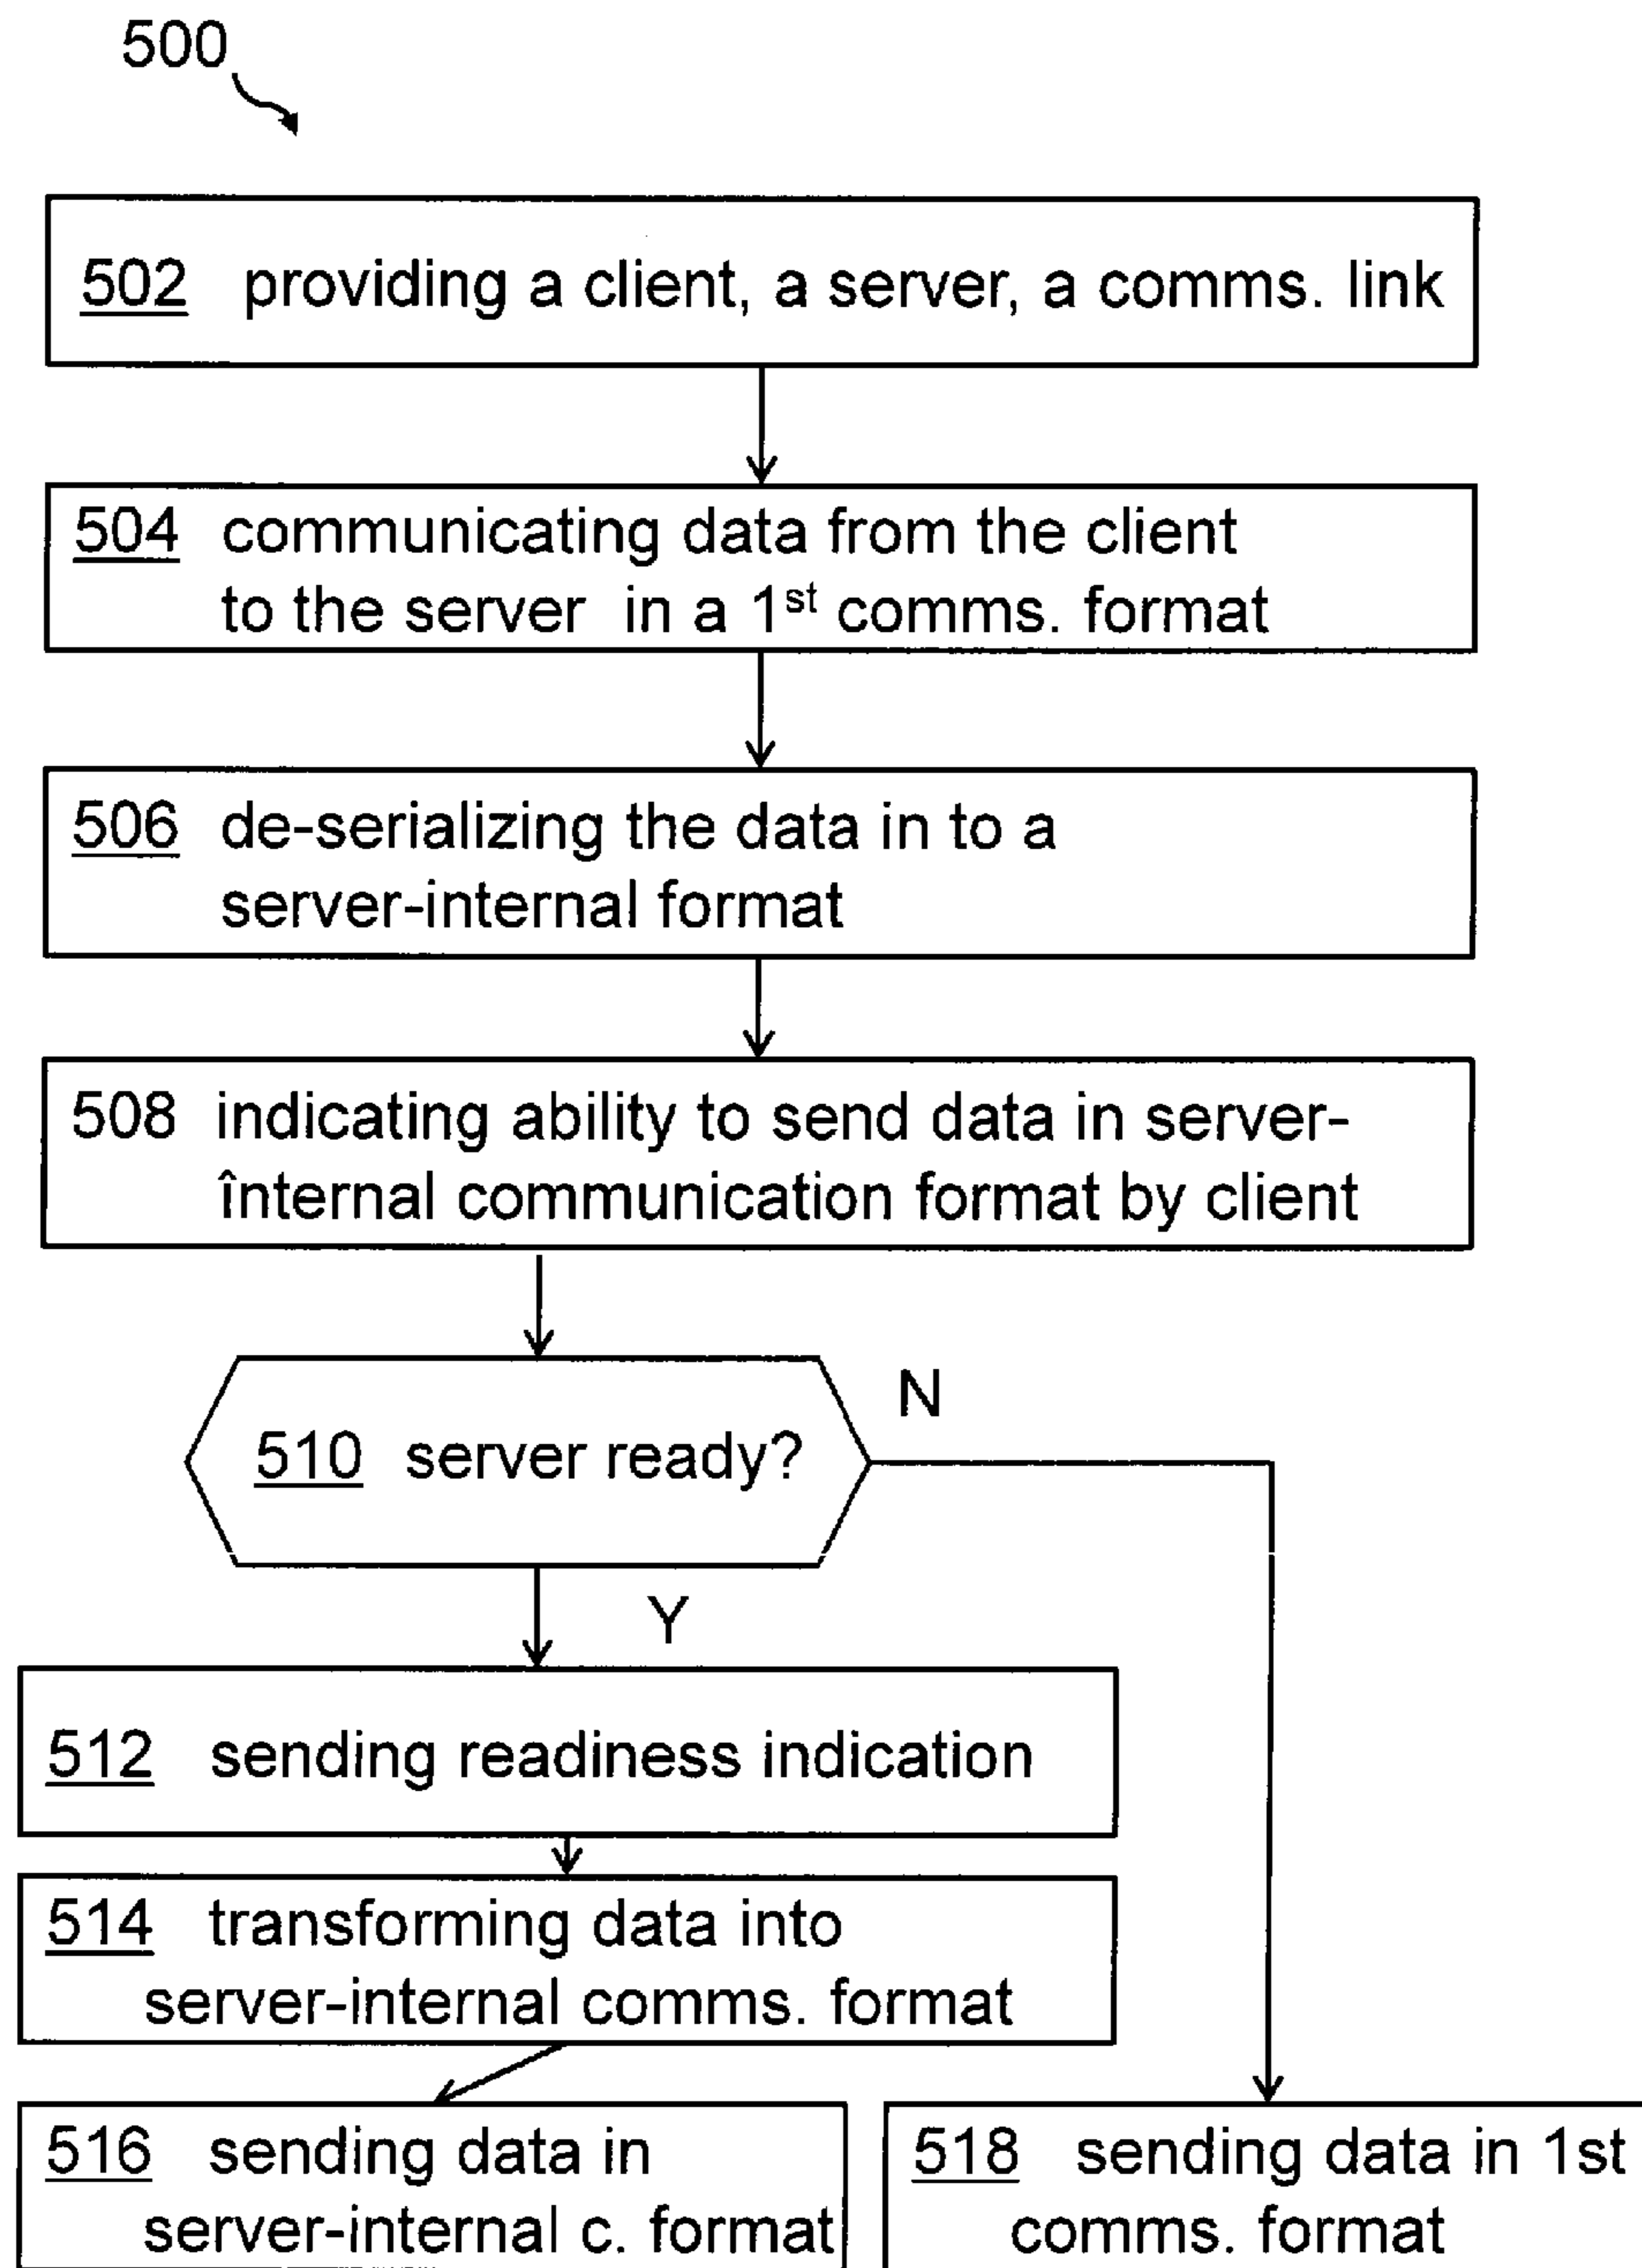 500
502 providing a client, a server, a comms. link
504 communicating data from the client
to the server in a 1st comms. format
506 de-serializing the data in to a
server-internal format
508 indicating ability to send data in server-
internal communication format by client
510 server ready?
N
Y
512 sending readiness indication
514 transforming data into
server-internal comms. format
516 sending data in
server-internal c. format
518 sending data in 1st
comms. format